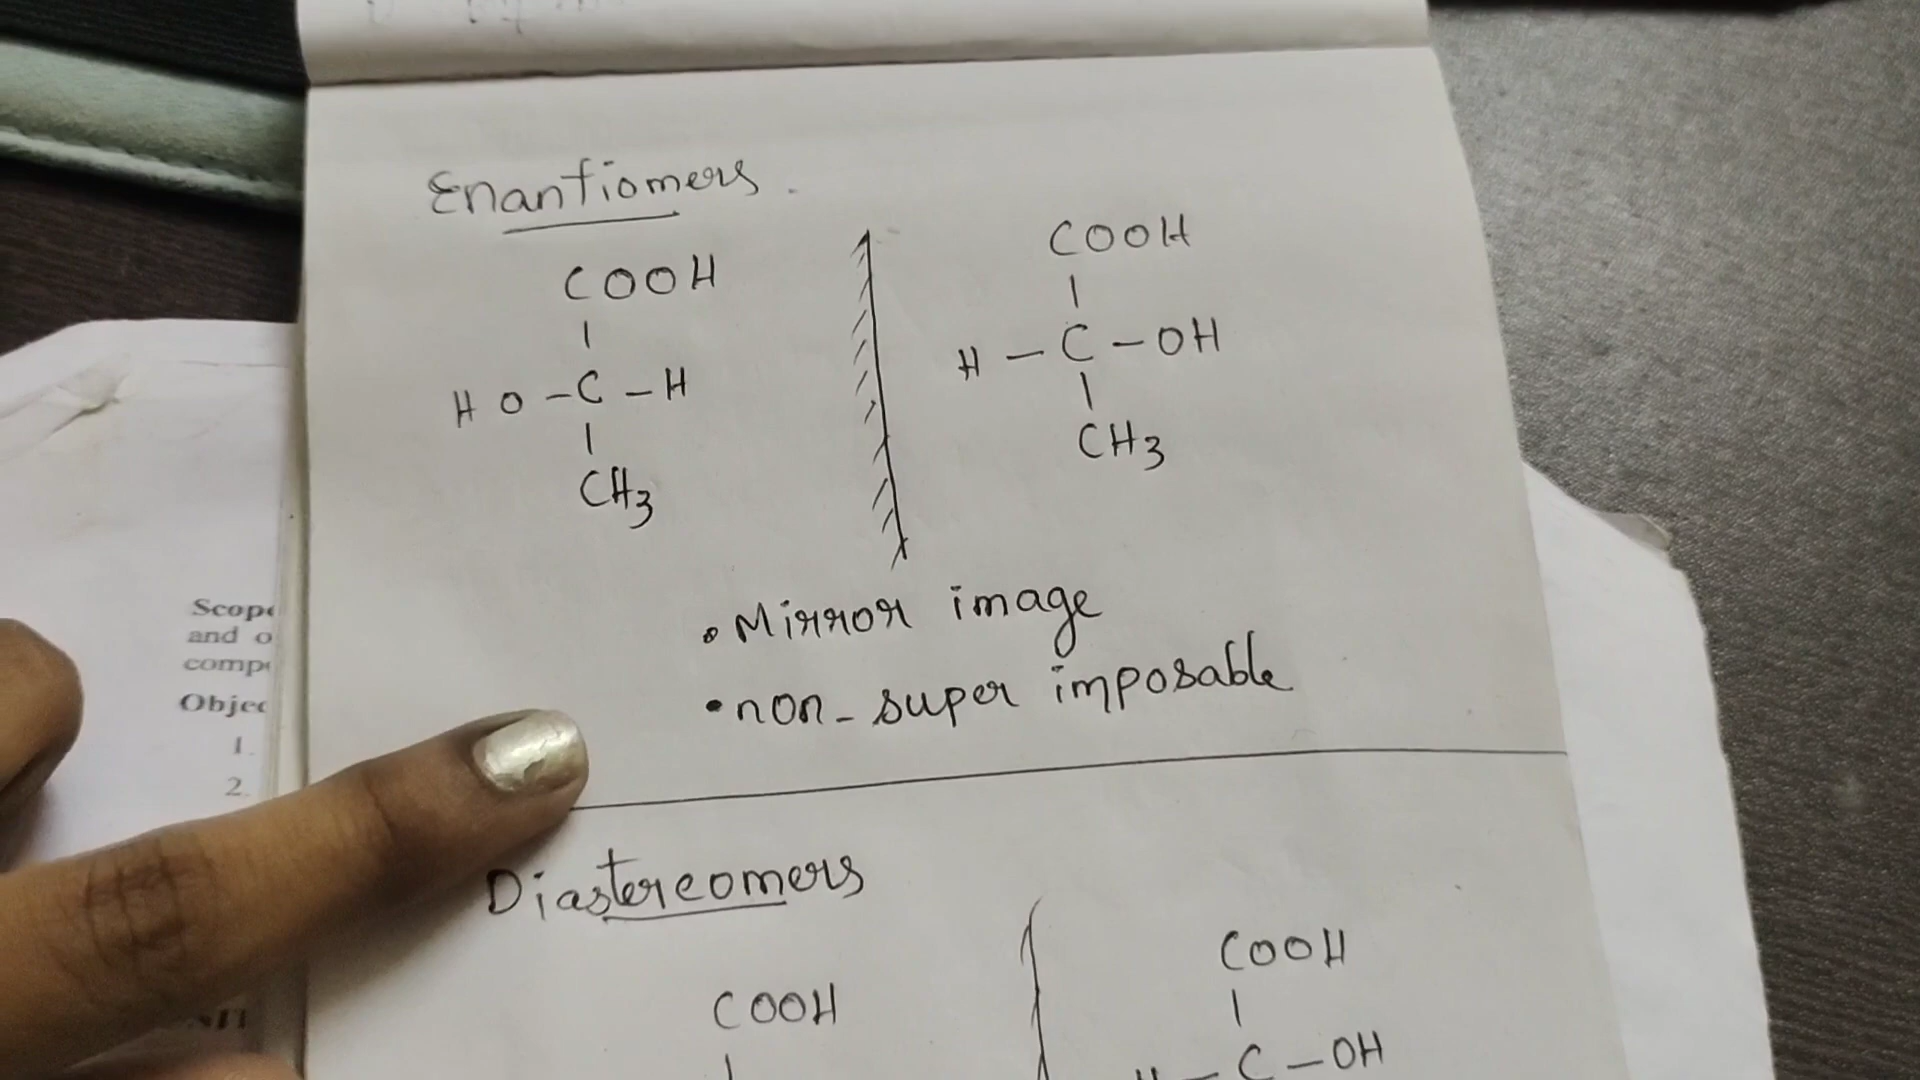 Enantiomers.
COOH
HO-C-H
CH3
COOH
H-C-OH
CH3
• Mirror image
• non-super imposable
Diastereomers
COOH
COOH
C-OH
Scope
and o
comp
Objec
1.
2.